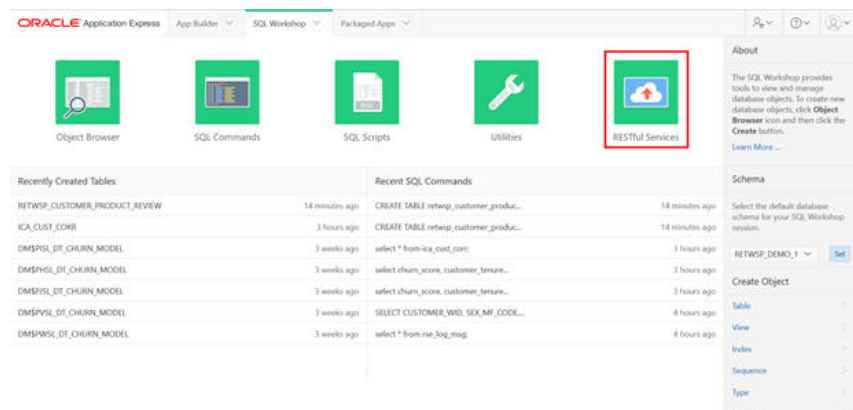 ORACLE Application Express App Builder SQL Workshop Packaged Apps
Object Browser
SQL Commands
SQL
SQL Scripts
Utilities
RESTful Services
Recently Created Tables
RETWSP_CUSTOMER_PRODUCT_REVIEW 14 minutes ago
ICA_CUST_CORR 3 hours ago
DM$PISL_DT_CHURN_MODEL 3 weeks ago
DM$PHSL_DT_CHURN_MODEL 3 weeks ago
DM$PJSL_DT_CHURN_MODEL 3 weeks ago
DM$PVSL_DT_CHURN_MODEL 3 weeks ago
DM$PWSL_DT_CHURN_MODEL 3 weeks ago
Recent SQL Commands
CREATE TABLE retwsp_customer_produc... 14 minutes ago
CREATE TABLE retwsp_customer_produc... 14 minutes ago
select * from ica_cust_corr; 3 hours ago
select churn_score, customer_tenure... 3 hours ago
select churn_score, customer_tenure... 3 hours ago
SELECT CUSTOMER_WID, SEX_MF_CODE,... 4 hours ago
select * from rse_log_msg; 4 hours ago
About
The SQL Workshop provides
tools to view and manage
database objects. To create new
database objects, click Object
Browser icon and then click the
Create button.
Learn More ...
Schema
Select the default database
schema for your SQL Workshop
session.
RETWSP_DEMO_1 Set
Create Object
Table
View
Index
Sequence
Type